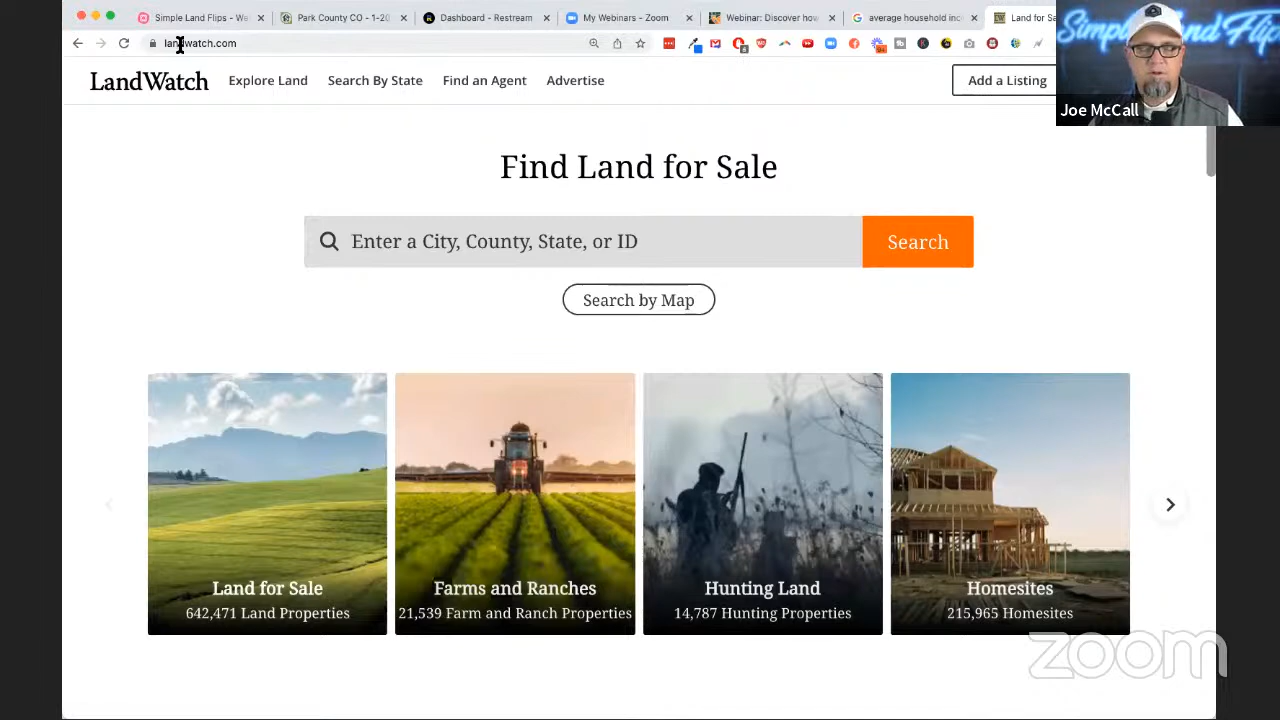 Simple Land Flips - We
Park County CO - 1-20
Dashboard - Restream
My Webinars - Zoom
Webinar: Discover how
average household inc
Land for Sa
landwatch.com
LandWatch
Explore Land
Search By State
Find an Agent
Advertise
Add a Listing
Joe McCall
Find Land for Sale
Enter a City, County, State, or ID
Search
Search by Map
Land for Sale
642,471 Land Properties
Farms and Ranches
21,539 Farm and Ranch Properties
Hunting Land
14,787 Hunting Properties
Homesites
215,965 Homesites
zoom